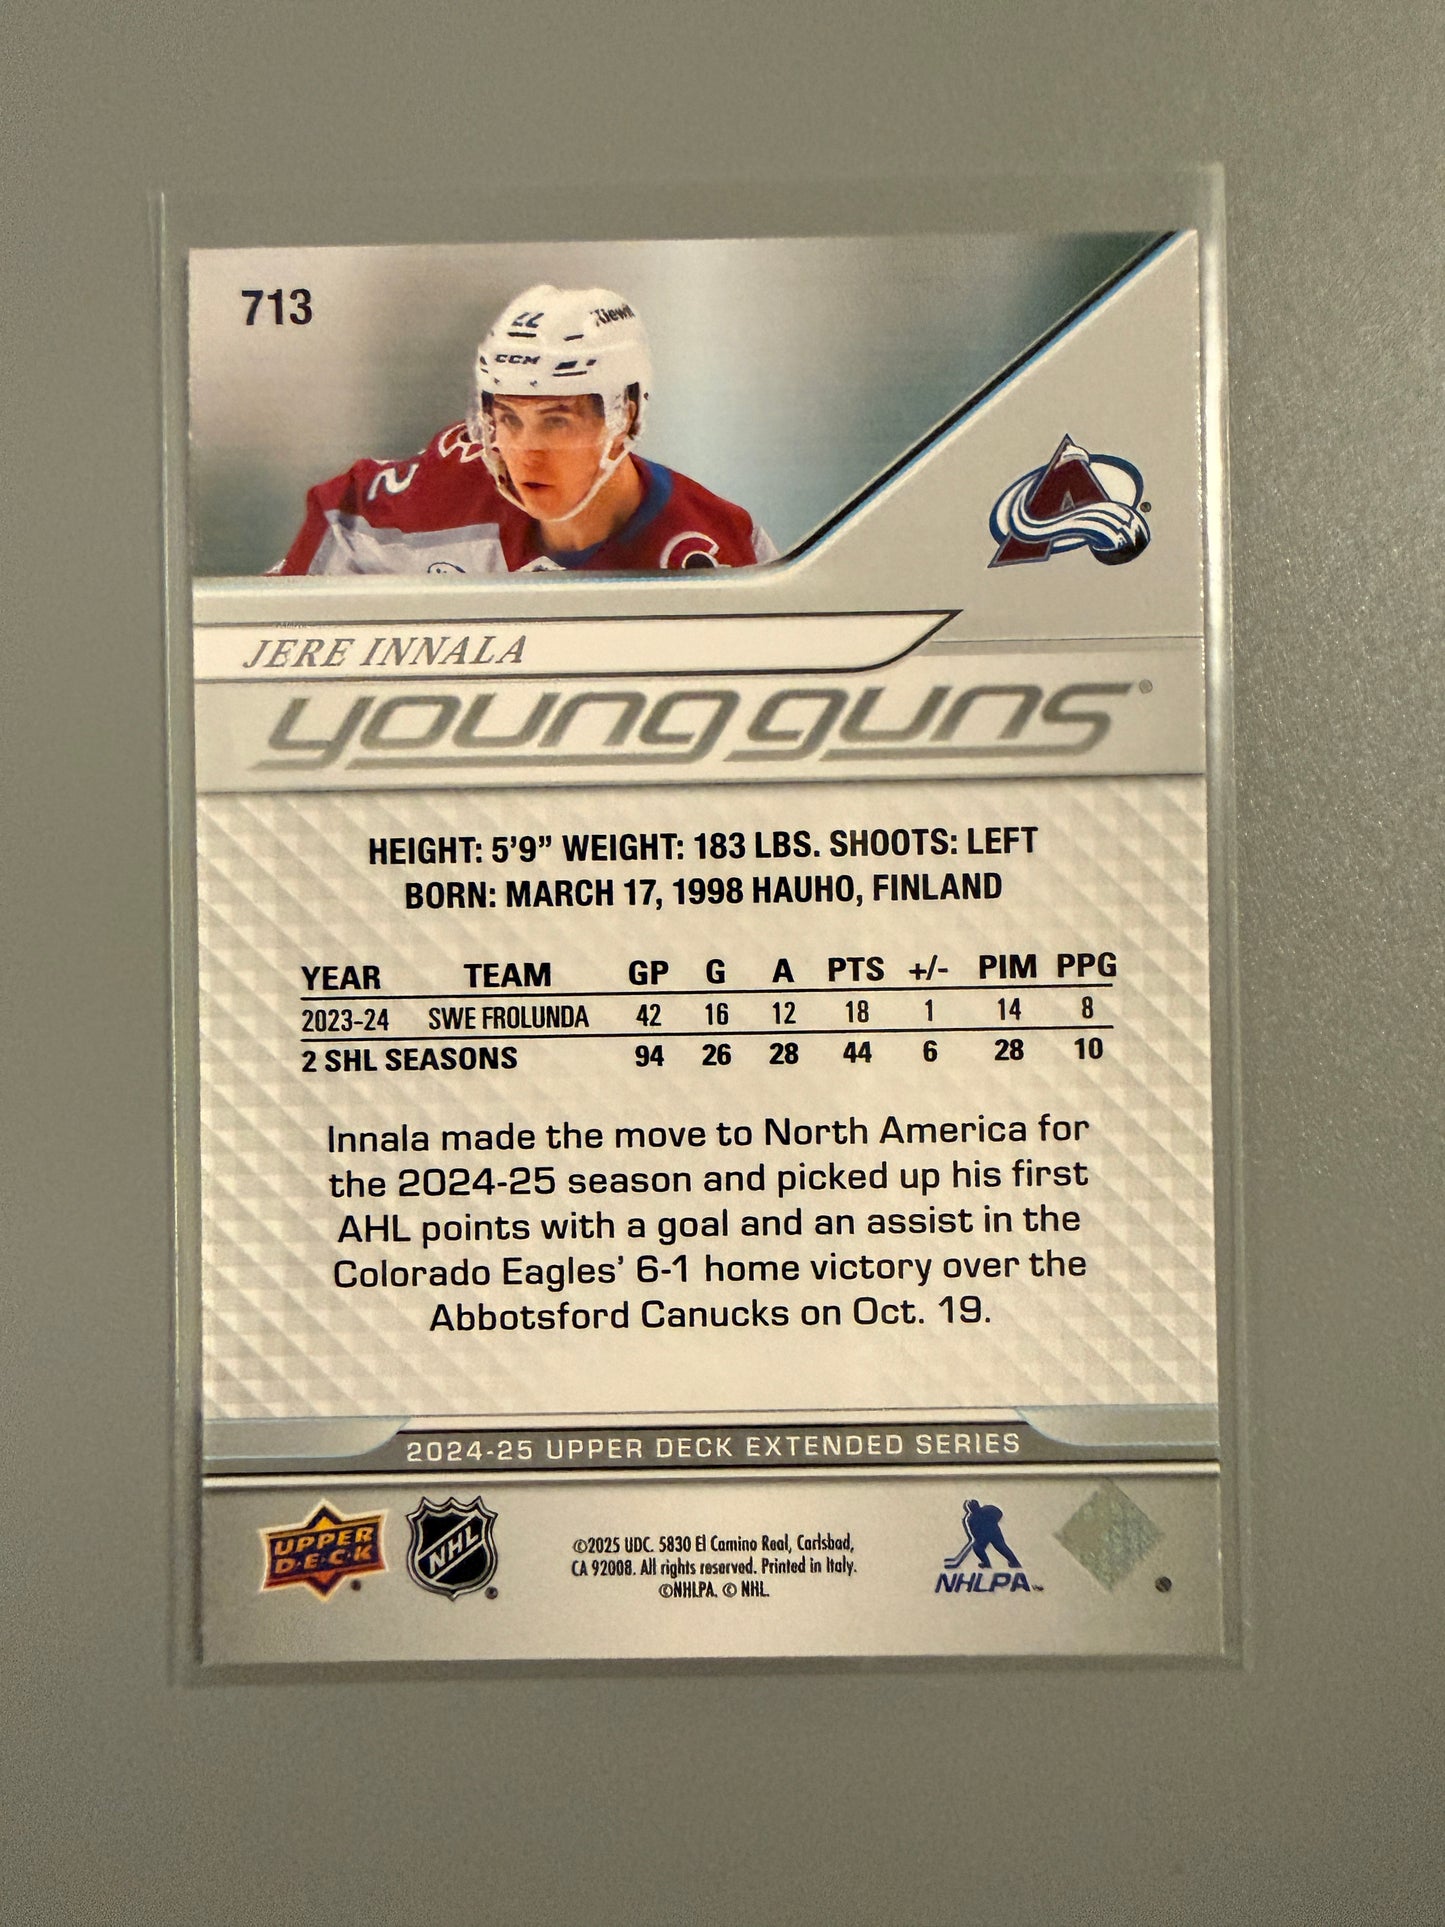 713
22
Kiewit
CCM
2
C
JERE INNALA
young guns®
HEIGHT: 5'9” WEIGHT: 183 LBS. SHOOTS: LEFT
BORN: MARCH 17, 1998 HAUHO, FINLAND
YEAR TEAM GP G A PTS +/- PIM PPG
2023-24 SWE FROLUNDA 42 16 12 18 1 14 8
2 SHL SEASONS 94 26 28 44 6 28 10
Innala made the move to North America for
the 2024-25 season and picked up his first
AHL points with a goal and an assist in the
Colorado Eagles’ 6-1 home victory over the
Abbotsford Canucks on Oct. 19.
2024-25 UPPER DECK EXTENDED SERIES
UPPER
DECK
NHL
©2025 UDC. 5830 El Camino Real, Carlsbad,
CA 92008. All rights reserved. Printed in Italy.
©NHLPA. © NHL.
NHLPA™